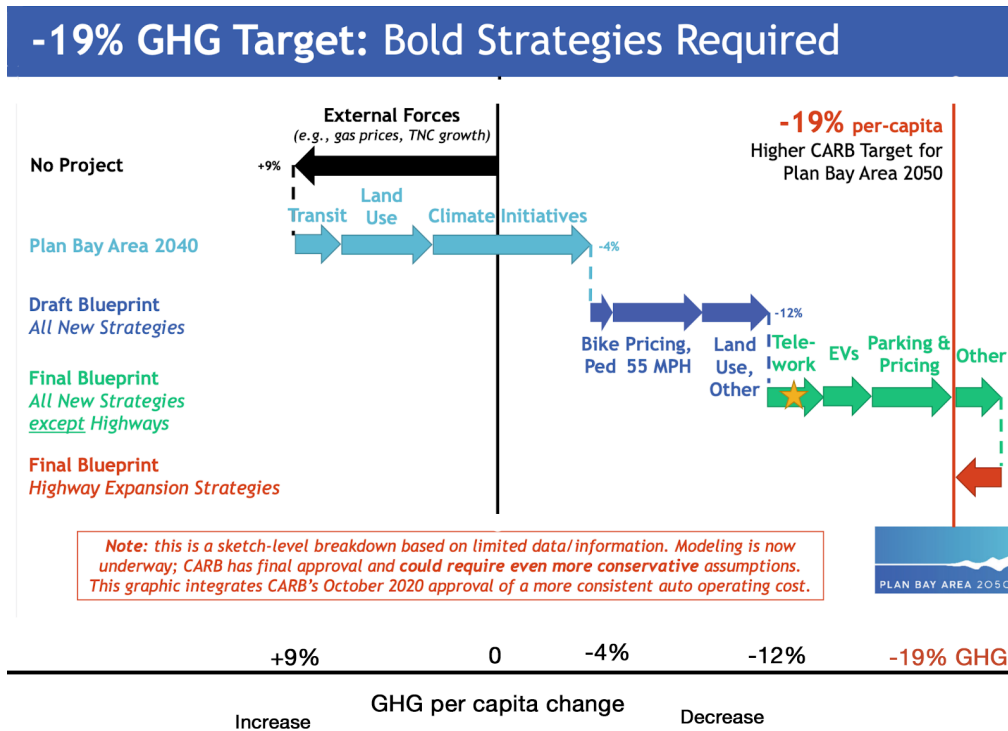 -19% GHG Target: Bold Strategies Required
External Forces
(e.g., gas prices, TNC growth)
-19% per-capita
Higher CARB Target for
Plan Bay Area 2050
No Project
+9%
Transit
Land
Use
Climate Initiatives
Plan Bay Area 2040
-4%
Draft Blueprint
All New Strategies
-12%
Bike
Ped
Pricing,
55 MPH
Land
Use,
Other
Tele-
work
EVs
Parking &
Pricing
Other
Final Blueprint
All New Strategies
except Highways
Final Blueprint
Highway Expansion Strategies
Note: this is a sketch-level breakdown based on limited data/information. Modeling is now
underway; CARB has final approval and could require even more conservative assumptions.
This graphic integrates CARB's October 2020 approval of a more consistent auto operating cost.
PLAN BAY AREA 2050
+9%
0
-4%
-12%
-19% GHG
GHG per capita change
Increase
Decrease